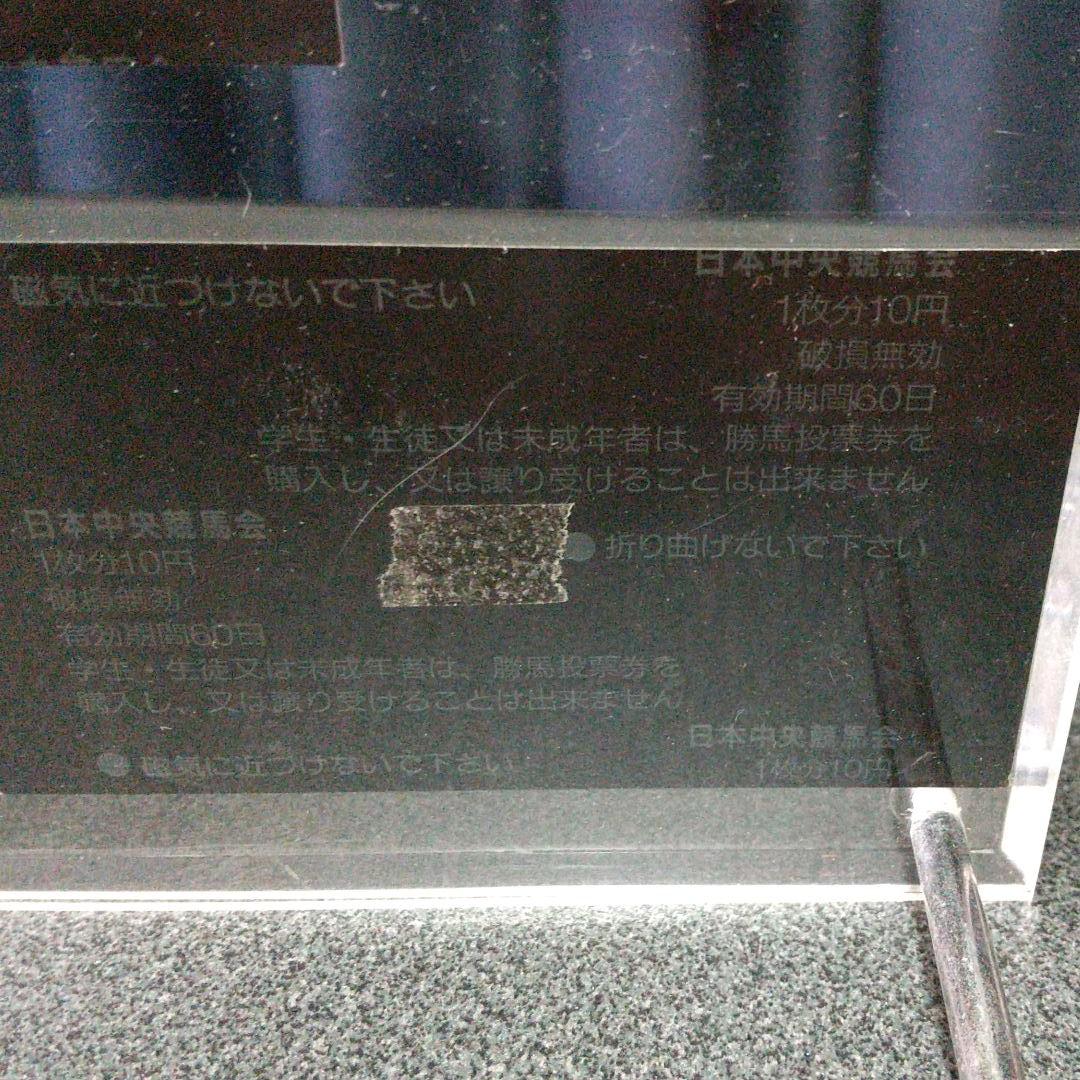 磁気に近づけないで下さい
日本中央競馬会
1枚分10円
破損無効
有効期間60日
学生・生徒又は未成年者は、勝馬投票券を
購入し、又は譲り受けることは出来ません
●折り曲げないで下さい
日本中央競馬会
1枚分10円
破損無効
有効期間60日
学生・生徒又は未成年者は、勝馬投票券を
購入し、又は譲り受けることは出来ません
●磁気に近づけないで下さい
日本中央競馬会
1枚分10円